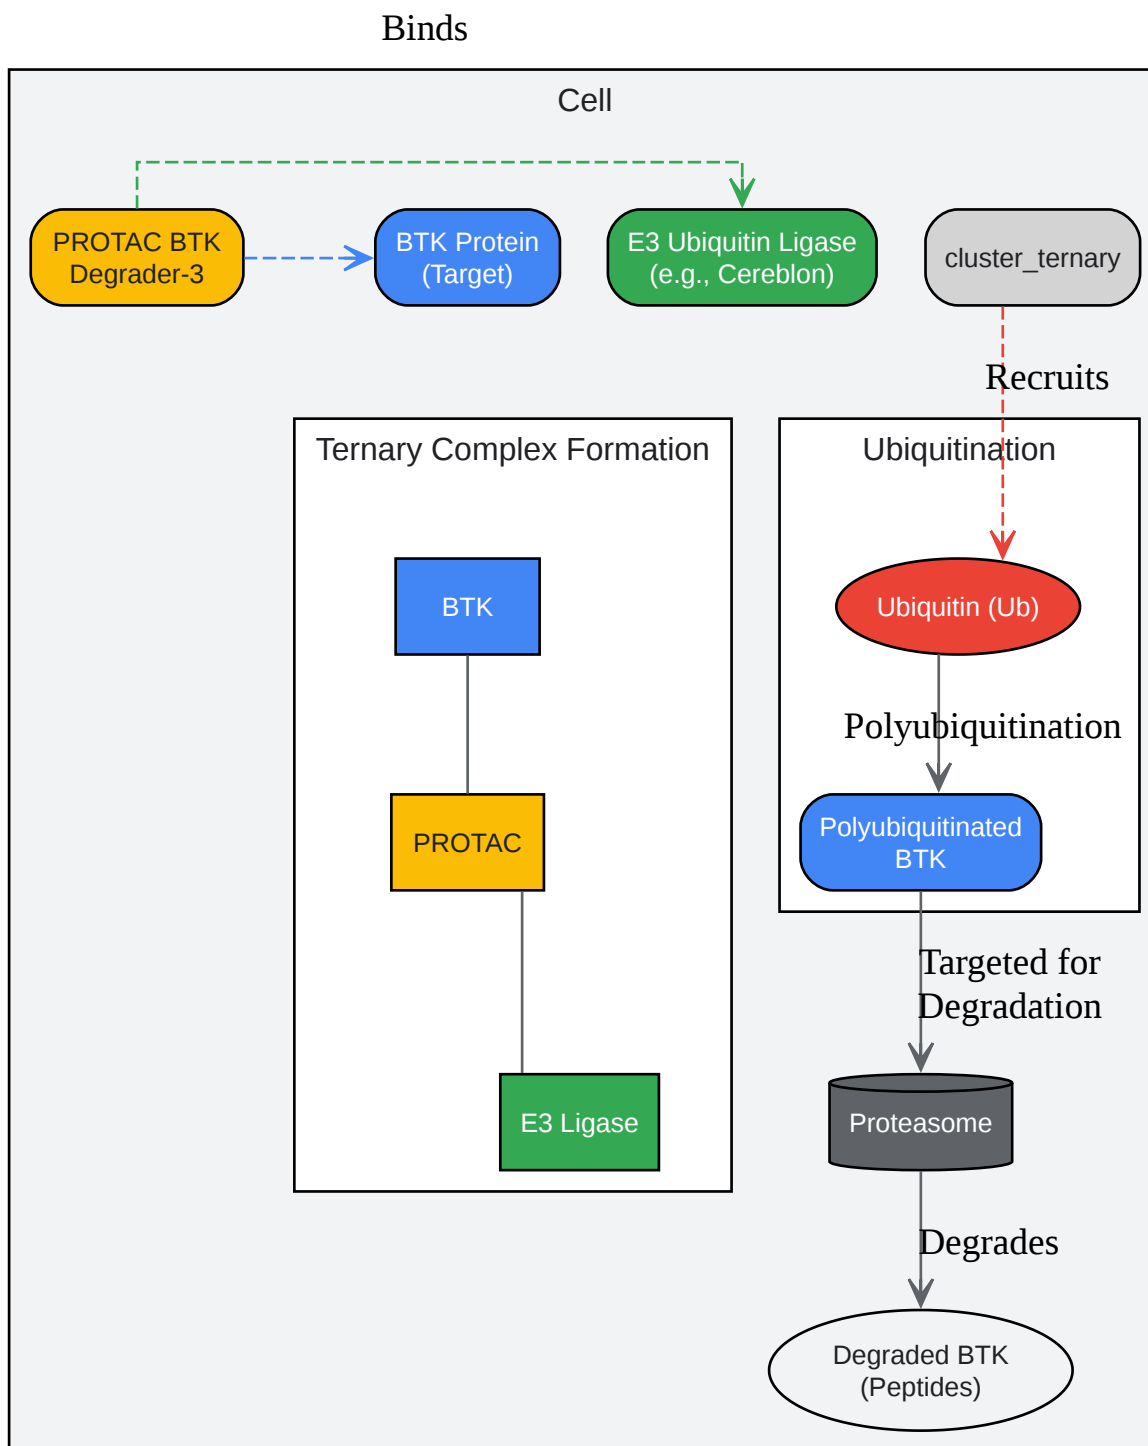 Binds
Cell
PROTAC BTK
Degrader-3
BTK Protein
(Target)
E3 Ubiquitin Ligase
(e.g., Cereblon)
cluster_ternary
Recruits
Ternary Complex Formation
Ubiquitination
BTK
Ubiquitin (Ub)
Polyubiquitination
PROTAC
Polyubiquitinated
BTK
Targeted for
Degradation
E3 Ligase
Proteasome
Degrades
Degraded BTK
(Peptides)